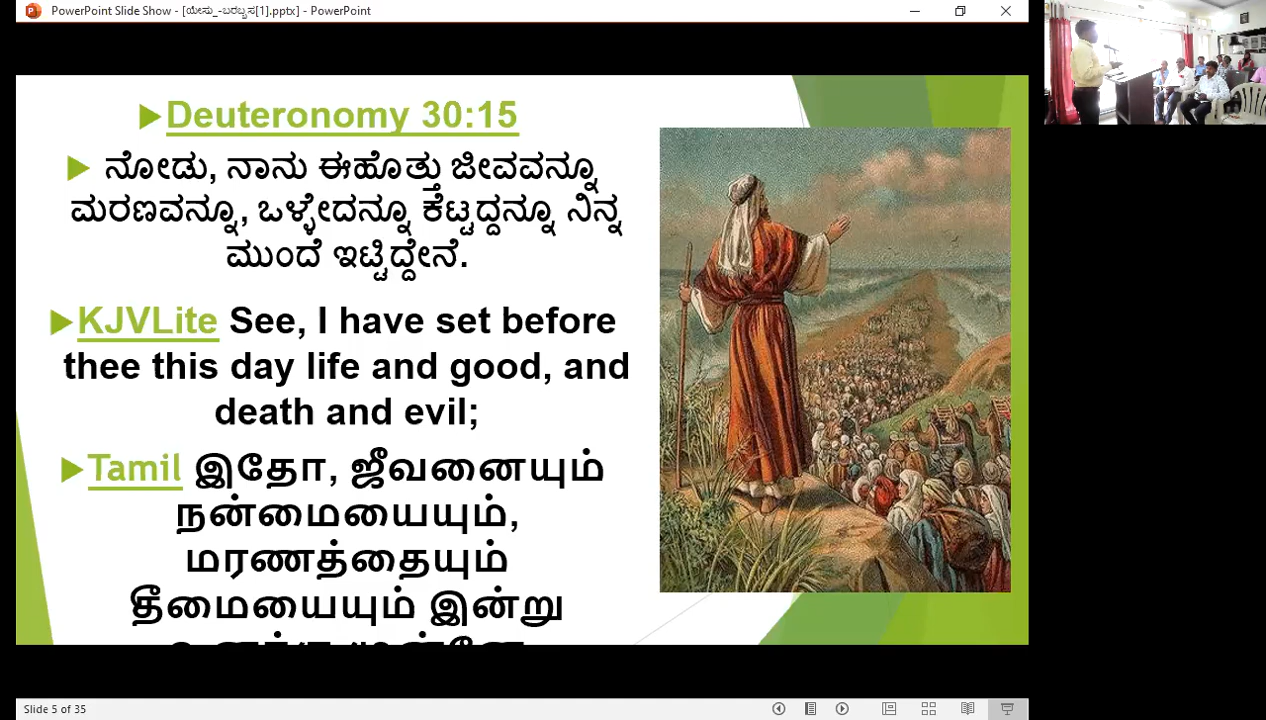 PowerPoint Slide Show - [ಯೇಸು_-ಬರಬ್ಬಸ[1].pptx] - PowerPoint
Deuteronomy 30:15
ನೋಡು, ನಾನು ಈಹೊತ್ತು ಜೀವವನ್ನೂ
ಮರಣವನ್ನೂ, ಒಳ್ಳೇದನ್ನೂ ಕೆಟ್ಟದ್ದನ್ನೂ ನಿನ್ನ
ಮುಂದೆ ಇಟ್ಟಿದ್ದೇನೆ.
KJVLite See, I have set before
thee this day life and good, and
death and evil;
Tamil இதோ, ஜீவனையும்
நன்மையையும்,
மரணத்தையும்
தீமையையும் இன்று
Slide 5 of 35